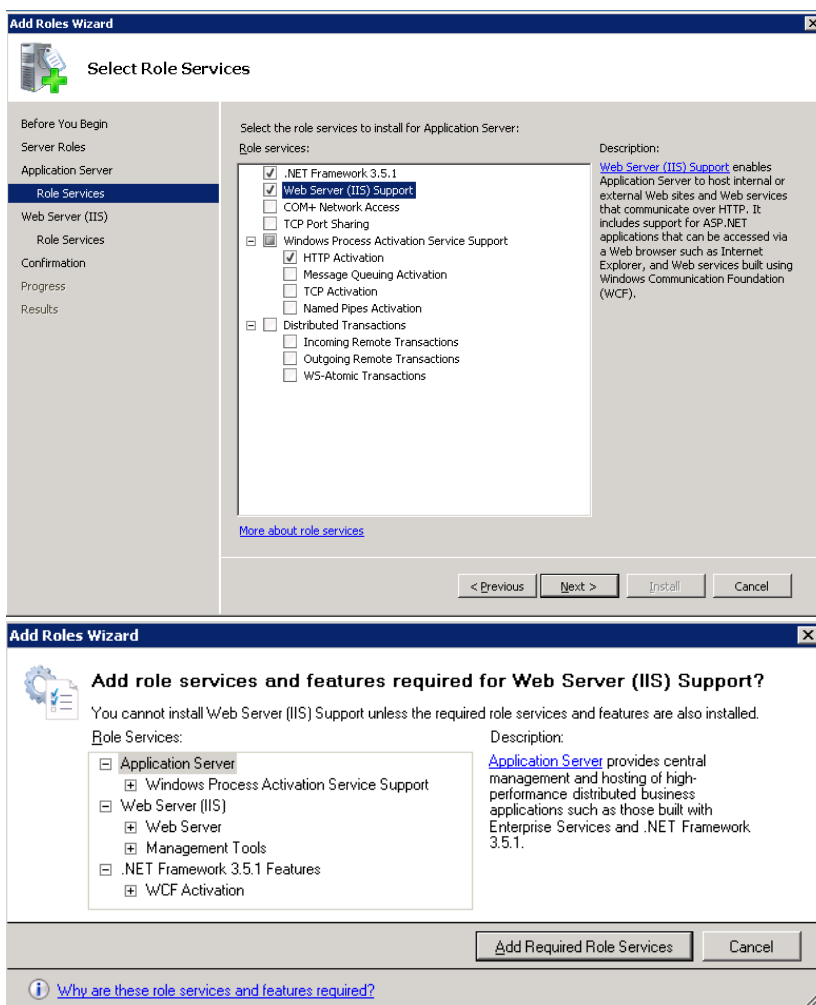 Add Roles Wizard
Select Role Services
Before You Begin
Server Roles
Application Server
Role Services
Web Server (IIS)
Role Services
Confirmation
Progress
Results
Select the role services to install for Application Server:
Role services:
.NET Framework 3.5.1
Web Server (IIS) Support
COM+ Network Access
TCP Port Sharing
Windows Process Activation Service Support
HTTP Activation
Message Queuing Activation
TCP Activation
Named Pipes Activation
Distributed Transactions
Incoming Remote Transactions
Outgoing Remote Transactions
WS-Atomic Transactions
More about role services
Description:
Web Server (IIS) Support enables
Application Server to host internal or
external Web sites and Web services
that communicate over HTTP. It
includes support for ASP.NET
applications that can be accessed via
a Web browser such as Internet
Explorer, and Web services built using
Windows Communication Foundation
(WCF).
< Previous
Next >
Install
Cancel
Add Roles Wizard
Add role services and features required for Web Server (IIS) Support?
You cannot install Web Server (IIS) Support unless the required role services and features are also installed.
Role Services:
Application Server
Windows Process Activation Service Support
Web Server (IIS)
Web Server
Management Tools
.NET Framework 3.5.1 Features
WCF Activation
Description:
Application Server provides central
management and hosting of high-
performance distributed business
applications such as those built with
Enterprise Services and .NET Framework
3.5.1.
Add Required Role Services
Cancel
Why are these role services and features required?